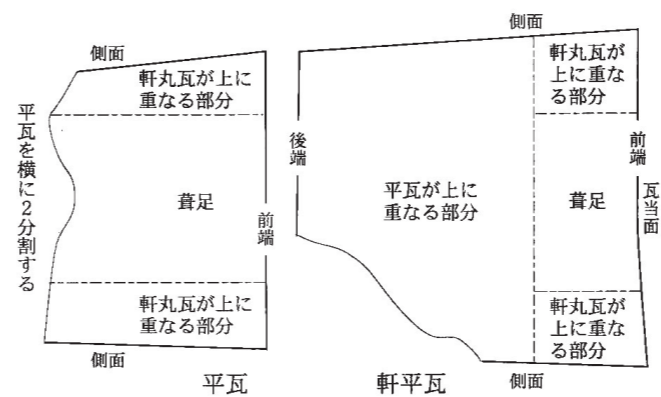 側面
軒丸瓦が上に
重なる部分
平瓦を横に2分割する
葺足
前端
軒丸瓦が上に
重なる部分
側面
平瓦
側面
軒丸瓦が
上に重な
る部分
後端
平瓦が上に
重なる部分
葺足
前端
瓦当面
軒丸瓦が
上に重な
る部分
軒平瓦
側面